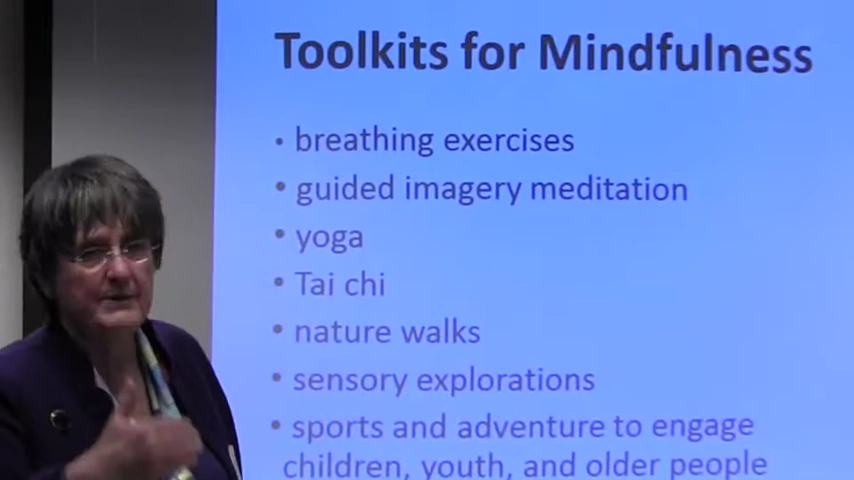 Toolkits for Mindfulness
• breathing exercises
• guided imagery meditation
• yoga
• Tai chi
• nature walks
• sensory explorations
• sports and adventure to engage
children, youth, and older people